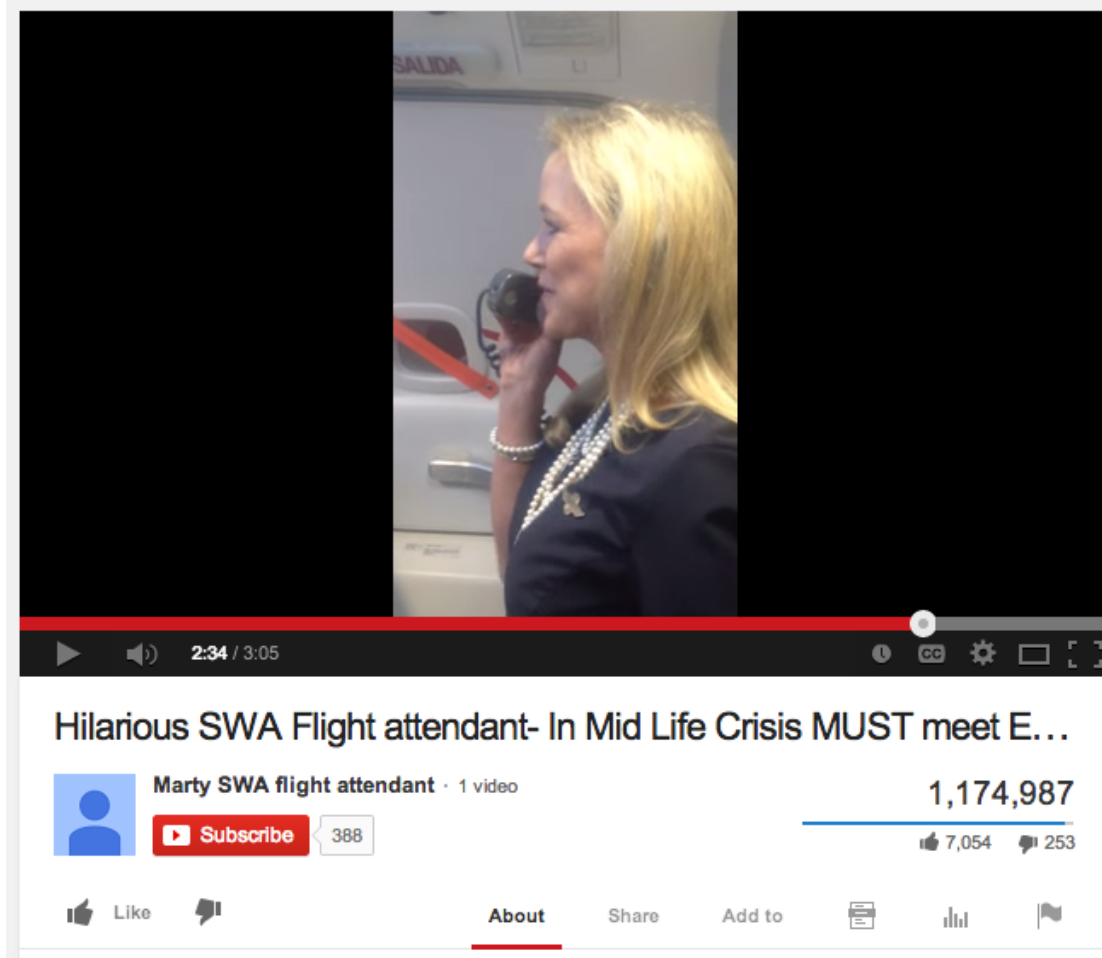 SALIDA
2:34 / 3:05
CC
Hilarious SWA Flight attendant- In Mid Life Crisis MUST meet E...
Marty SWA flight attendant · 1 video
1,174,987
Subscribe 388
7,054 253
Like About Share Add to